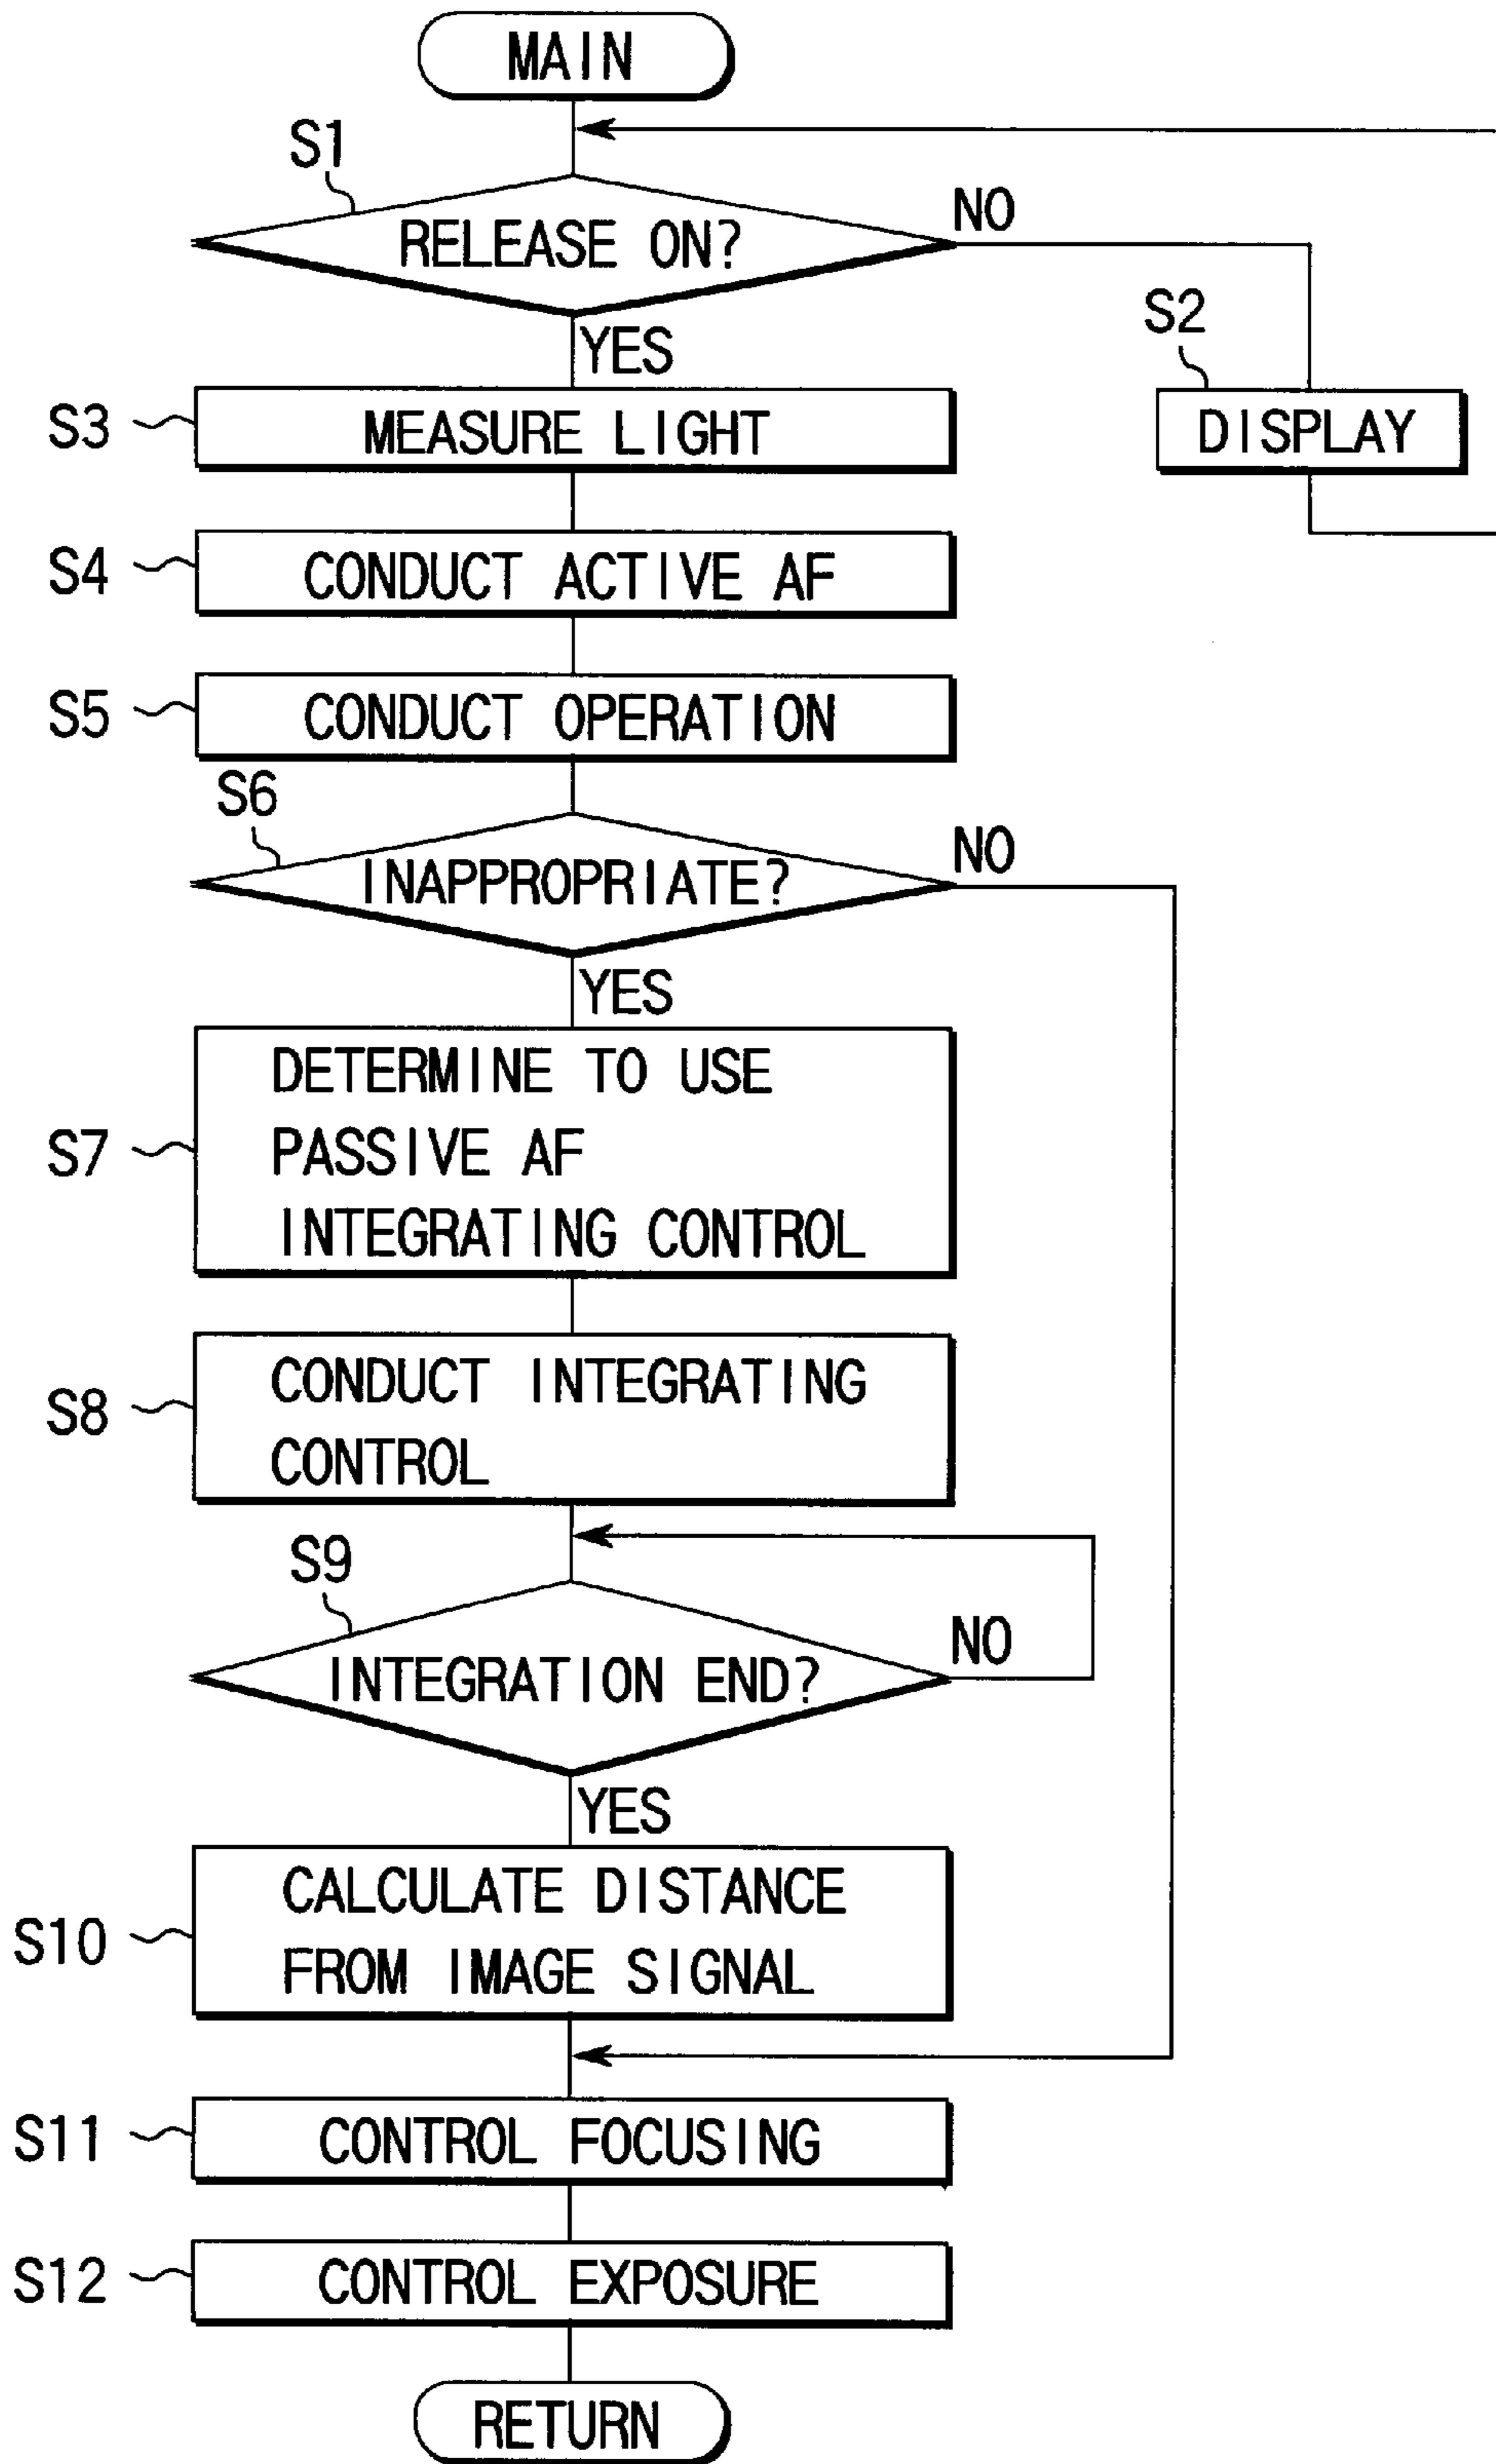 MAIN
S1
RELEASE ON?
NO
YES
S2
DISPLAY
S3
MEASURE LIGHT
S4
CONDUCT ACTIVE AF
S5
CONDUCT OPERATION
S6
INAPPROPRIATE?
NO
YES
S7
DETERMINE TO USE
PASSIVE AF
INTEGRATING CONTROL
S8
CONDUCT INTEGRATING
CONTROL
S9
INTEGRATION END?
NO
YES
S10
CALCULATE DISTANCE
FROM IMAGE SIGNAL
S11
CONTROL FOCUSING
S12
CONTROL EXPOSURE
RETURN